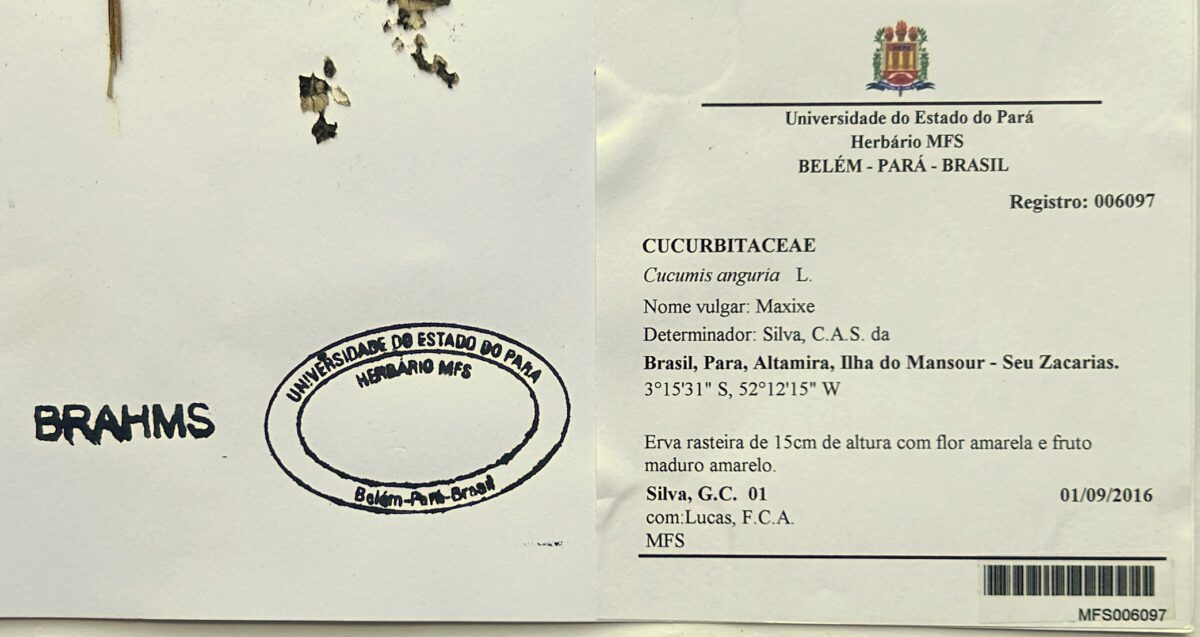 BRAHMS
UNIVERSIDADE DO ESTADO DO PARÁ
HERBÁRIO MFS
Belém-Pará-Brasil
Universidade do Estado do Pará
Herbário MFS
BELÉM - PARÁ - BRASIL
Registro: 006097
CUCURBITACEAE
Cucumis anguria L.
Nome vulgar: Maxixe
Determinador: Silva, C.A.S. da
Brasil, Para, Altamira, Ilha do Mansour - Seu Zacarias.
3°15'31" S, 52°12'15" W
Erva rasteira de 15cm de altura com flor amarela e fruto
maduro amarelo.
Silva, G.C. 01 01/09/2016
com:Lucas, F.C.A.
MFS
MFS006097